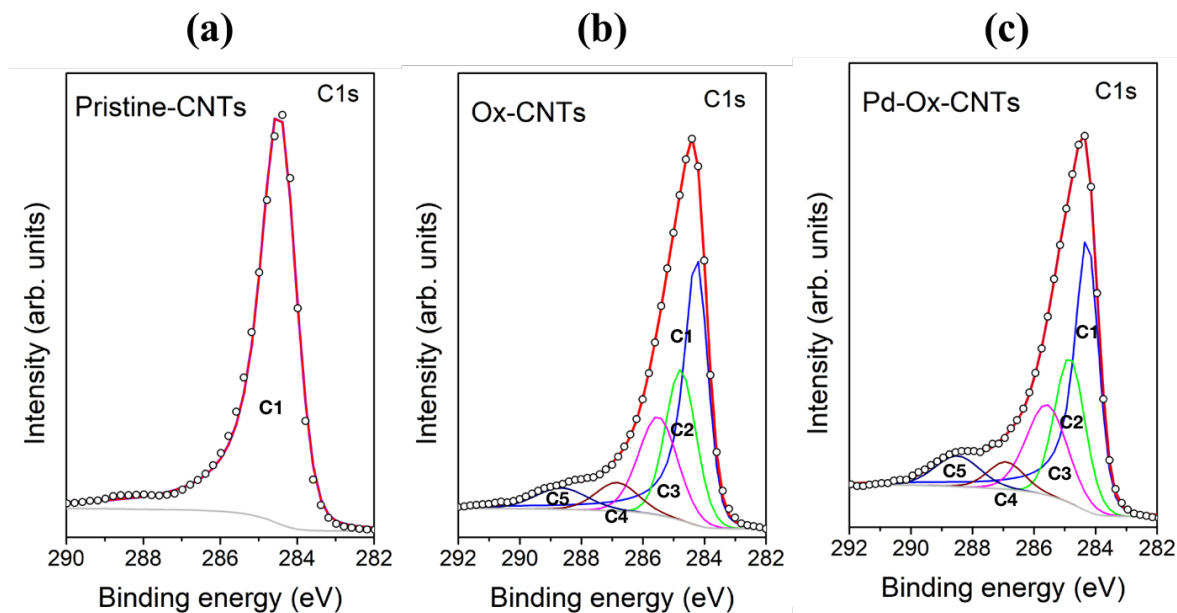 (a)
Pristine-CNTs
C1s
C1
Intensity (arb. units)
290 288 286 284 282
Binding energy (eV)
(b)
Ox-CNTs
C1s
C1
C2
C3
C4
C5
Intensity (arb. units)
292 290 288 286 284 282
Binding energy (eV)
(c)
Pd-Ox-CNTs
C1s
C1
C2
C3
C4
C5
Intensity (arb. units)
292 290 288 286 284 282
Binding energy (eV)